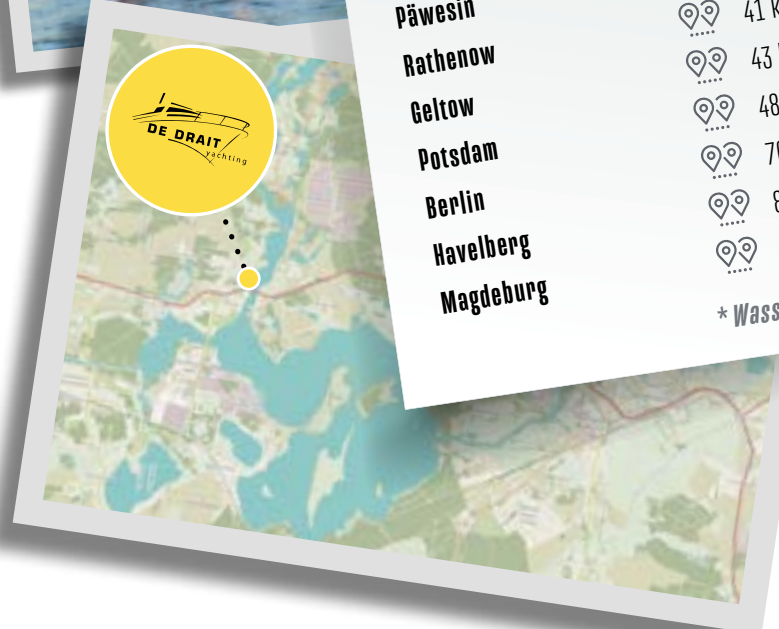 Päwesin 41
Rathenow 43
Geltow 48
Potsdam
Berlin
Havelberg
Magdeburg
* Wass
DE DRAIT
yachting